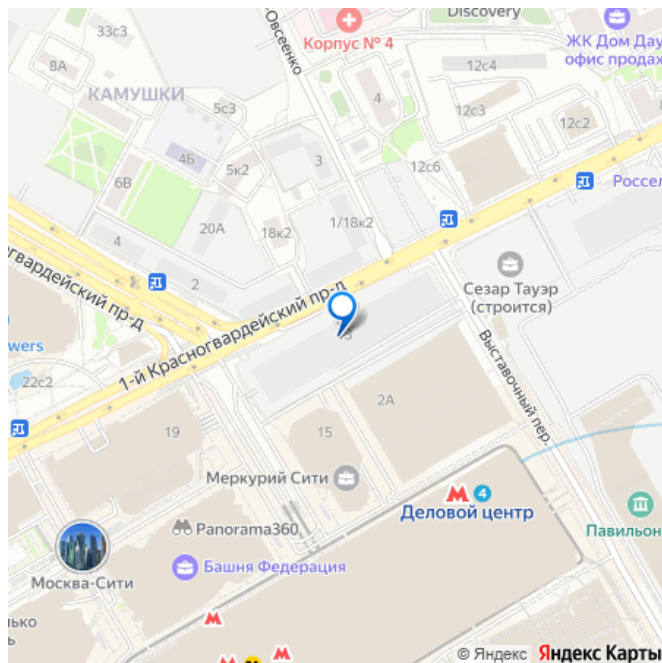 Discovery
33с3
-Овсеенко
Корпус № 4
ЖК Дом Дау
офис продаж
8А
12с4
КАМУШКИ
5с3
4
12с3
12с2
4Б
5к2
3
12с6
6В
Россел
20А
18к2
1/18к2
4
2
Сезар Тауэр
(строится)
гвардейский пр-д
1-й Красногвардейский пр-д
Выставочный пер.
wers
22с2
2А
19
15
Меркурий Сити
4
Деловой центр
Panorama360
Павильон
Башня Федерация
Москва-Сити
лько
ь
© Яндекс Яндекс Карты